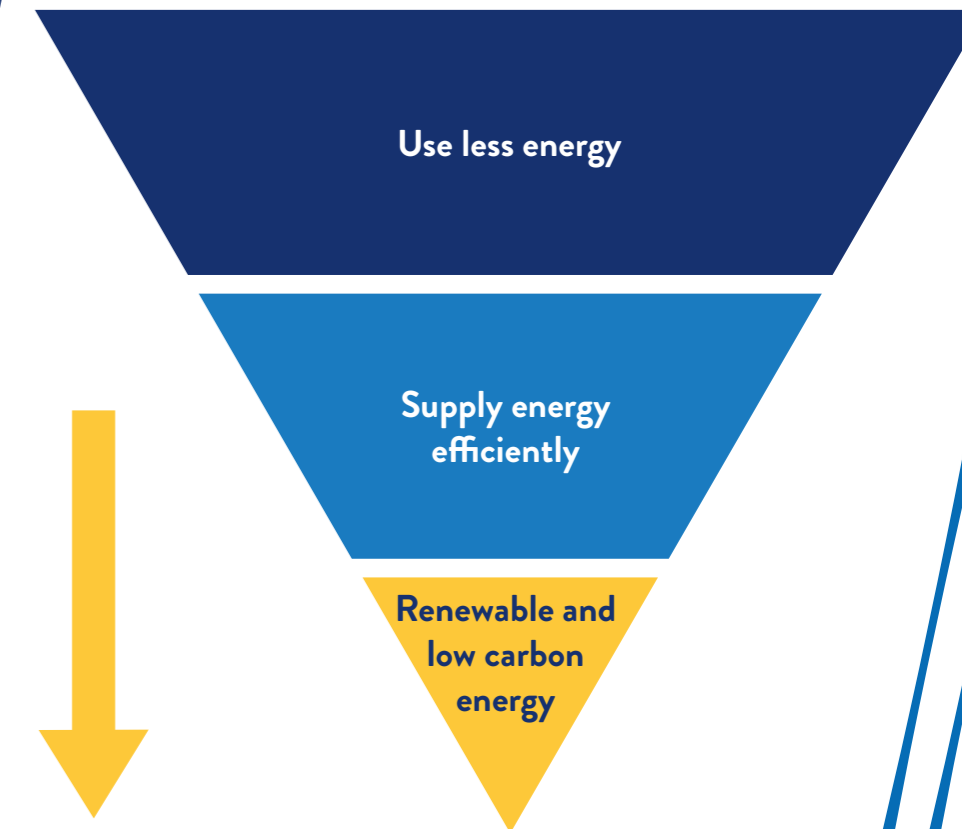 Use less energy
Supply energy
efficiently
Renewable and
low carbon
energy